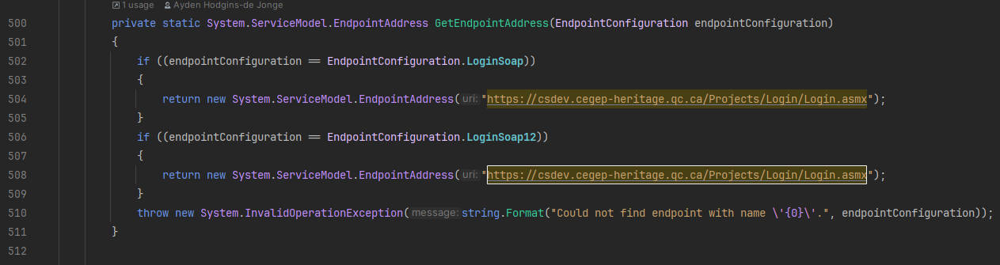 1 usage Ayden Hodgins-de Jonge
500 private static System.ServiceModel.EndpointAddress GetEndpointAddress(EndpointConfiguration endpointConfiguration)
501 {
502 if ((endpointConfiguration == EndpointConfiguration.LoginSoap))
503 {
504 return new System.ServiceModel.EndpointAddress(uri:"https://csdev.cegep-heritage.qc.ca/Projects/Login/Login.asmx");
505 }
506 if ((endpointConfiguration == EndpointConfiguration.LoginSoap12))
507 {
508 return new System.ServiceModel.EndpointAddress(uri:"https://csdev.cegep-heritage.qc.ca/Projects/Login/Login.asmx");
509 }
510 throw new System.InvalidOperationException(message:string.Format("Could not find endpoint with name \'{0}\'.", endpointConfiguration));
511 }
512